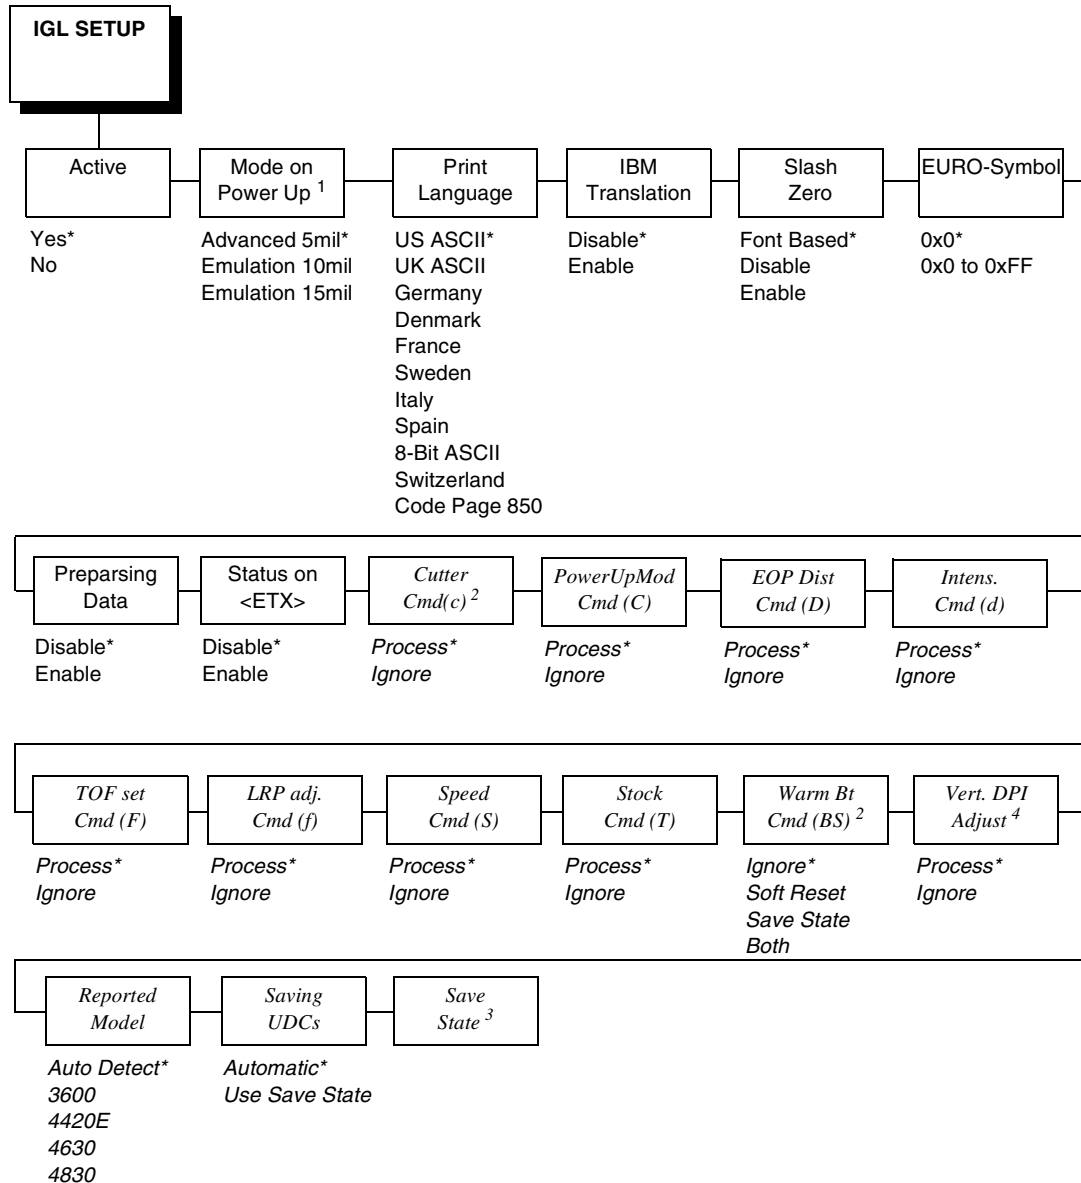 IGL SETUP
Active
Yes*
No
Mode on
Power Up 1
Advanced 5mil*
Emulation 10mil
Emulation 15mil
Print
Language
US ASCII*
UK ASCII
Germany
Denmark
France
Sweden
Italy
Spain
8-Bit ASCII
Switzerland
Code Page 850
IBM
Translation
Disable*
Enable
Slash
Zero
Font Based*
Disable
Enable
EURO-Symbol
0x0*
0x0 to 0xFF
Preparsing
Data
Disable*
Enable
Status on
<ETX>
Disable*
Enable
Cutter
Cmd(c) 2
Process*
Ignore
PowerUpMod
Cmd (C)
Process*
Ignore
EOP Dist
Cmd (D)
Process*
Ignore
Intens.
Cmd (d)
Process*
Ignore
TOF set
Cmd (F)
Process*
Ignore
LRP adj.
Cmd (f)
Process*
Ignore
Speed
Cmd (S)
Process*
Ignore
Stock
Cmd (T)
Process*
Ignore
Warm Bt
Cmd (BS) 2
Ignore*
Soft Reset
Save State
Both
Vert. DPI
Adjust 4
Process*
Ignore
Reported
Model
Auto Detect*
3600
4420E
4630
4830
Saving
UDCs
Automatic*
Use Save State
Save
State 3